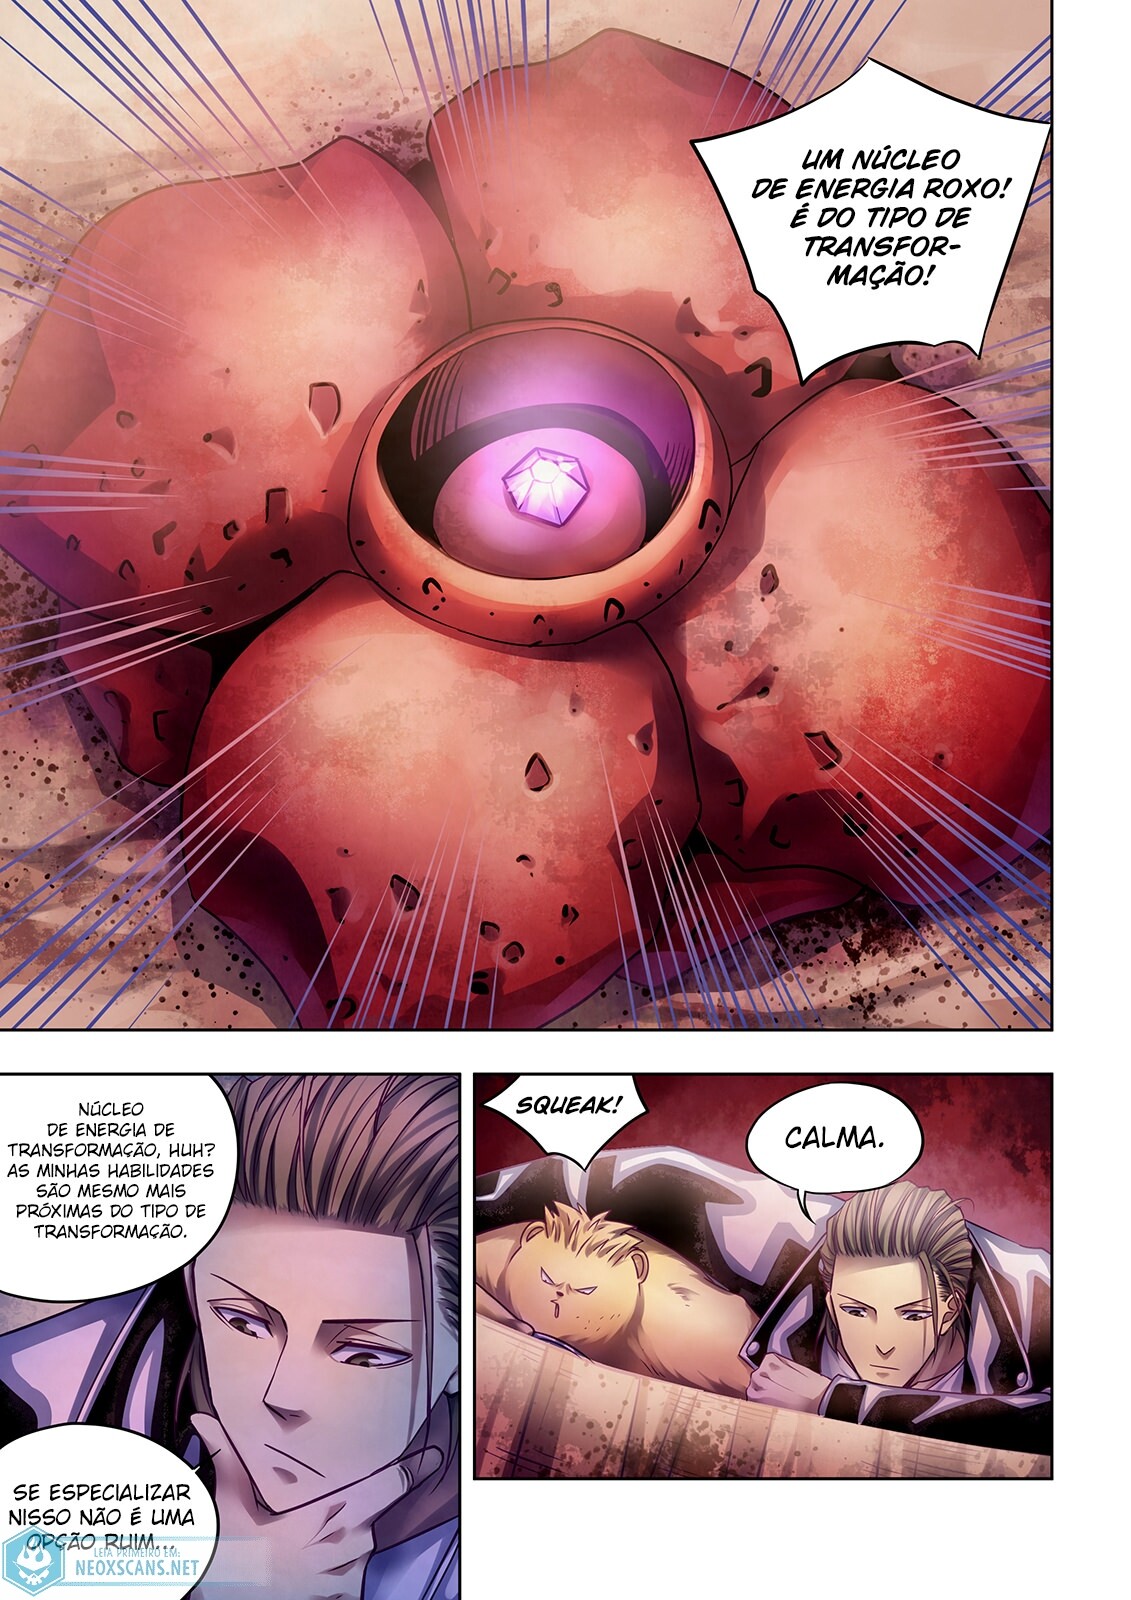 UM NÚCLEO
DE ENERGIA ROXO!
É DO TIPO DE
TRANSFOR-
MAÇÃO!
NÚCLEO
DE ENERGIA DE
TRANSFORMAÇÃO, HUH?
AS MINHAS HABILIDADES
SÃO MESMO MAIS
PRÓXIMAS DO TIPO DE
TRANSFORMAÇÃO.
SE ESPECIALIZAR
NISSO NÃO É UMA
OPÇÃO RUIM...
SQUEAK!
CALMA.
LEIA PRIMEIRO EM:
NEOXSCANS.NET